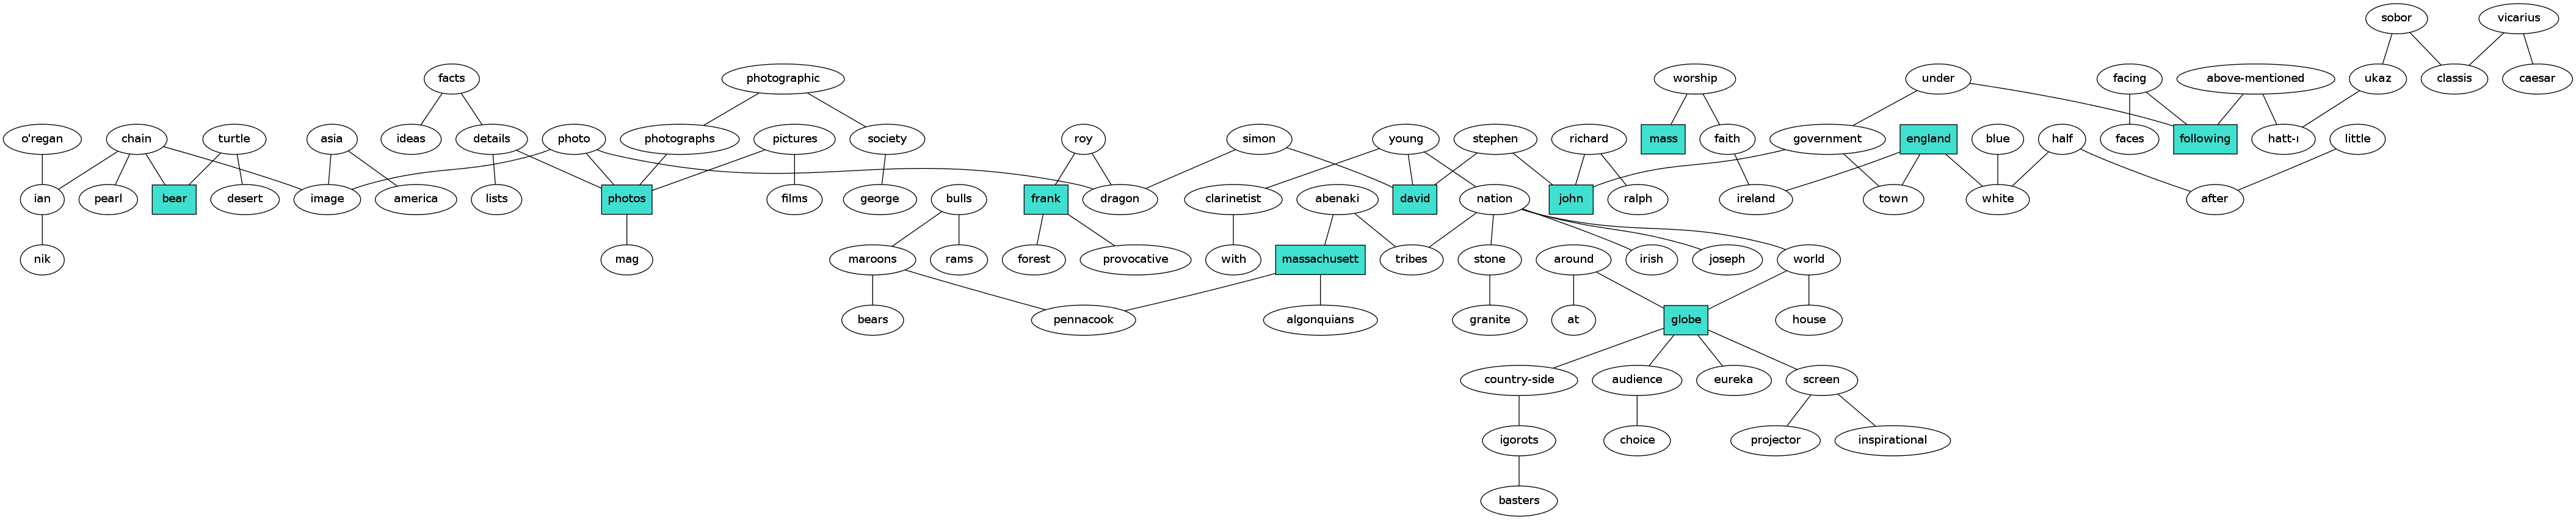 sobor
vicarius
facts
photographic
worship
under
facing
above-mentioned
ukaz
classis
caesar
o'regan
chain
turtle
asia
ideas
details
photo
photographs
pictures
society
roy
simon
young
stephen
richard
mass
faith
government
england
blue
half
faces
following
hatt-ı
little
ian
pearl
bear
desert
image
america
lists
photos
films
george
bulls
frank
dragon
clarinetist
abenaki
david
nation
john
ralph
ireland
town
white
after
nik
mag
maroons
rams
forest
provocative
with
massachusett
tribes
stone
around
irish
joseph
world
bears
pennacook
algonquians
granite
at
globe
house
country-side
audience
eureka
screen
igorots
choice
projector
inspirational
basters